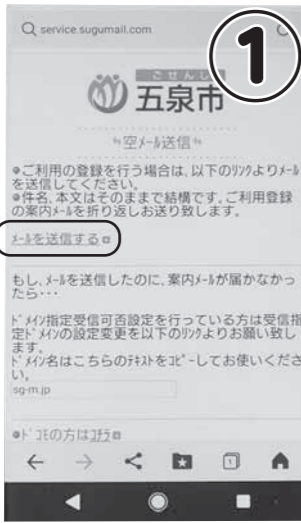 service.sugumail.com
①
ごせんし
五泉市
空メール送信
●ご利用の登録を行う場合は、以下のリンクよりメール
を送信してください。
●件名、本文はそのままで結構です。ご利用登録
の案内メールを折り返しお送り致します。
メールを送信する
もし、メールを送信したのに、案内メールが届かなかっ
たら・・・
ドメイン指定受信可否設定を行っている方は受信指
定ドメインの設定変更を以下のリンクよりお願い致し
ます。
ドメイン名はこちらのテキストをコピーしてお使いくださ
い。
sg-m.jp
●ドコモの方はコチラ
1